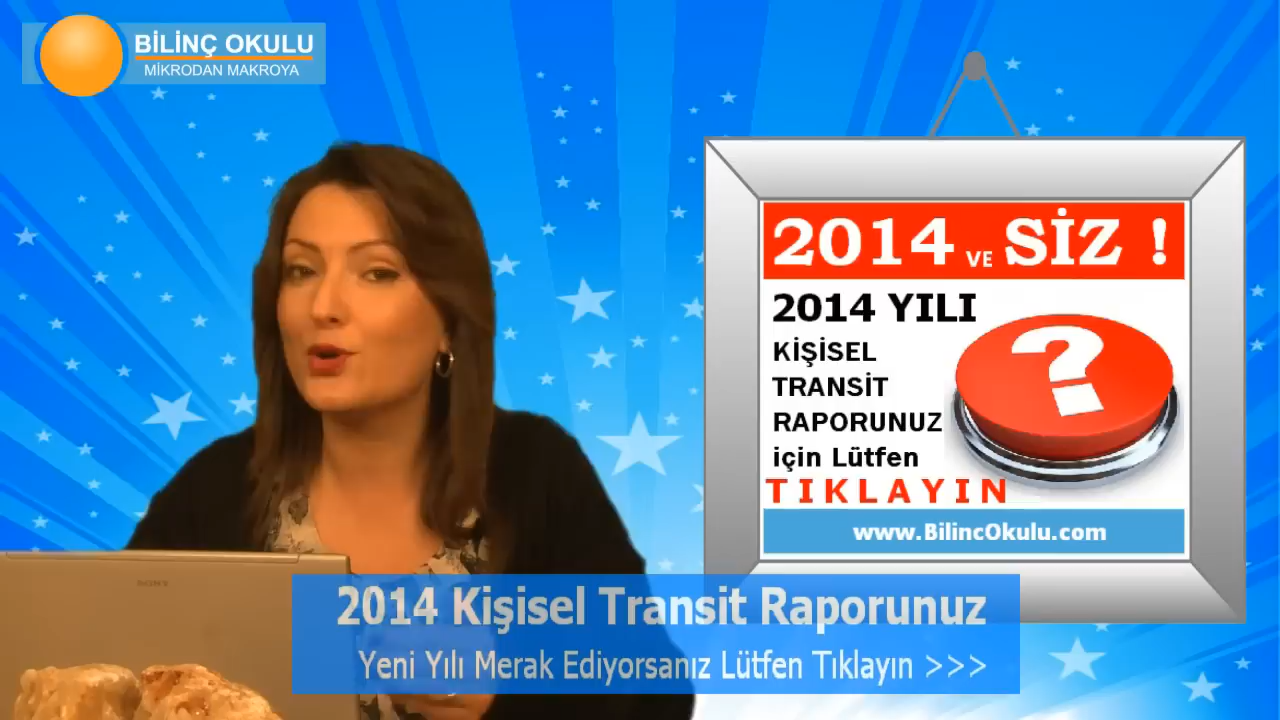 BİLİNÇ OKULU
MİKRODAN MAKROYA
2014 VE SİZ !
2014 YILI
KİŞİSEL
TRANSİT
RAPORUNUZ
için Lütfen
TIKLAYIN
?
www.BilincOkulu.com
SONY
2014 Kişisel Transit Raporunuz
Yeni Yılı Merak Ediyorsanız Lütfen Tıklayın >>>